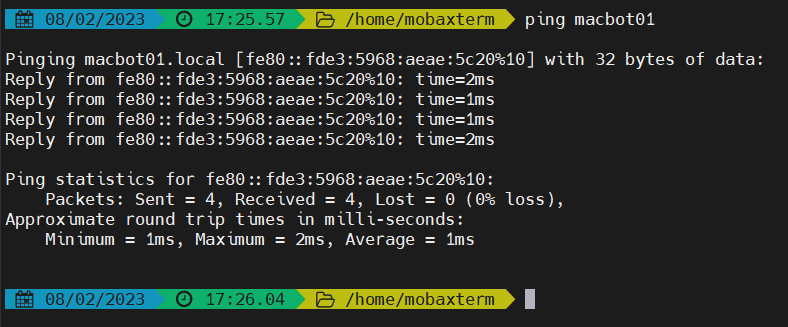 08/02/2023 17:25.57 /home/mobaxterm ping macbot01
Pinging macbot01.local [fe80::fde3:5968:aeae:5c20%10] with 32 bytes of data:
Reply from fe80::fde3:5968:aeae:5c20%10: time=2ms
Reply from fe80::fde3:5968:aeae:5c20%10: time=1ms
Reply from fe80::fde3:5968:aeae:5c20%10: time=1ms
Reply from fe80::fde3:5968:aeae:5c20%10: time=2ms
Ping statistics for fe80::fde3:5968:aeae:5c20%10:
Packets: Sent = 4, Received = 4, Lost = 0 (0% loss),
Approximate round trip times in milli-seconds:
Minimum = 1ms, Maximum = 2ms, Average = 1ms
08/02/2023 17:26.04 /home/mobaxterm